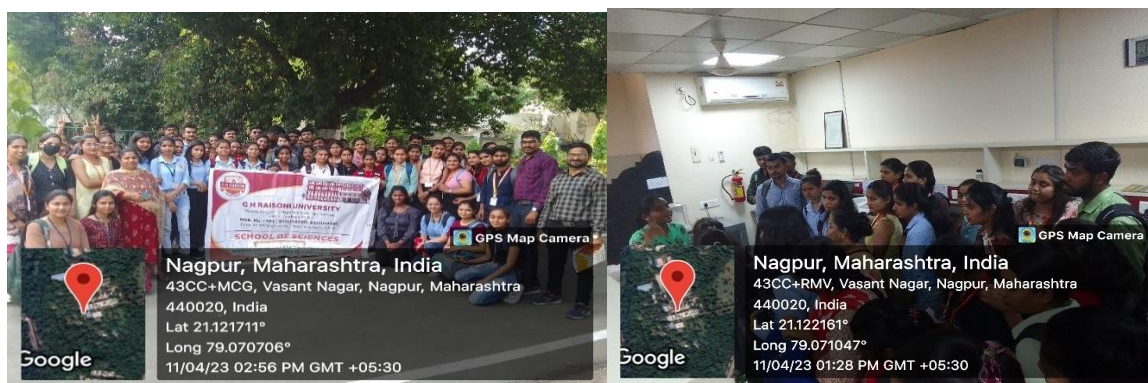 G H RAISONI UNIVERSITY
SCHOOL OF SCIENCES
GPS Map Camera
Nagpur, Maharashtra, India
43CC+MCG, Vasant Nagar, Nagpur, Maharashtra
440020, India
Lat 21.121711°
Long 79.070706°
11/04/23 02:56 PM GMT +05:30
Google
GPS Map Camera
Nagpur, Maharashtra, India
43CC+RMV, Vasant Nagar, Nagpur, Maharashtra
440020, India
Lat 21.122161°
Long 79.071047°
11/04/23 01:28 PM GMT +05:30
Google